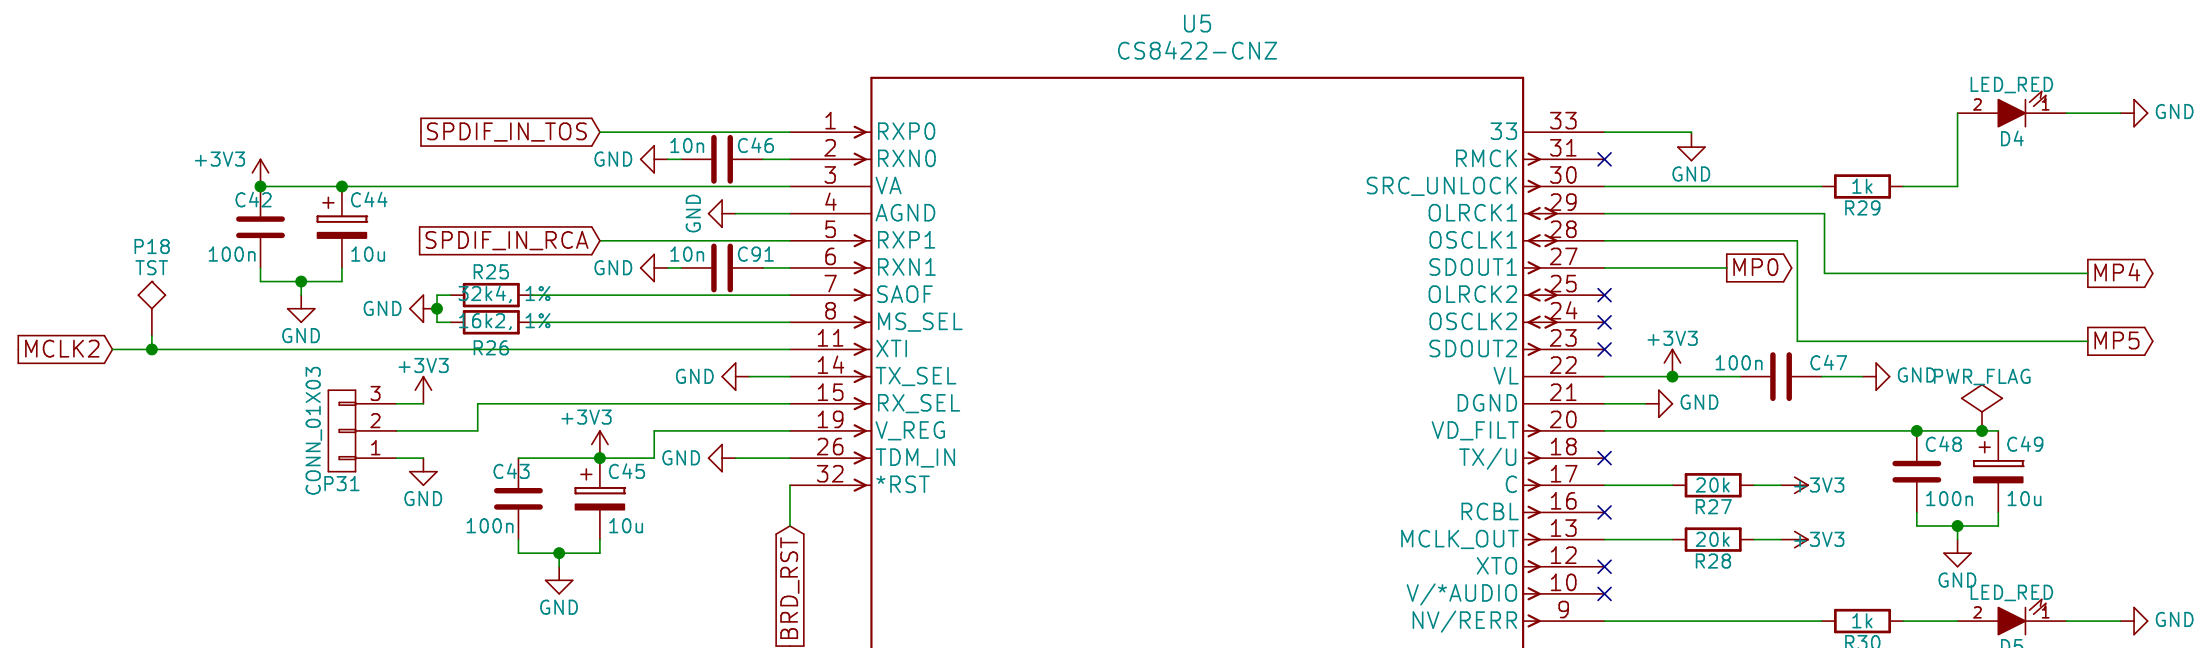 U5
CS8422-CNZ
SPDIF_IN_TOS
1
RXP0
10n
C46
GND
2
RXN0
+3V3
3
VA
C42
C44
+
100n
10u
GND
GND
4
AGND
SPDIF_IN_RCA
5
RXP1
10n
C91
GND
6
RXN1
P18
TST
R25
32k4, 1%
7
SAOF
GND
16k2, 1%
8
MS_SEL
R26
MCLK2
11
XTI
+3V3
GND
14
TX_SEL
CONN_01X03
3
2
1
P31
GND
15
RX_SEL
+3V3
19
V_REG
GND
26
TDM_IN
C43
+
C45
100n
10u
GND
32
*RST
BRD_RST
33
33
GND
RMCK
31
SRC_UNLOCK
30
1k
R29
LED_RED
2
1
D4
GND
OLRCK1
29
MP4
OSCLK1
28
MP5
SDOUT1
27
MP0
OLRCK2
25
OSCLK2
24
SDOUT2
23
+3V3
VL
22
100n
C47
GND
PWR_FLAG
DGND
21
GND
VD_FILT
20
C48
+
C49
100n
10u
GND
TX/U
18
C
17
20k
R27
+3V3
RCBL
16
MCLK_OUT
13
20k
R28
+3V3
XTO
12
V/*AUDIO
10
NV/RERR
9
1k
R30
LED_RED
2
1
D5
GND